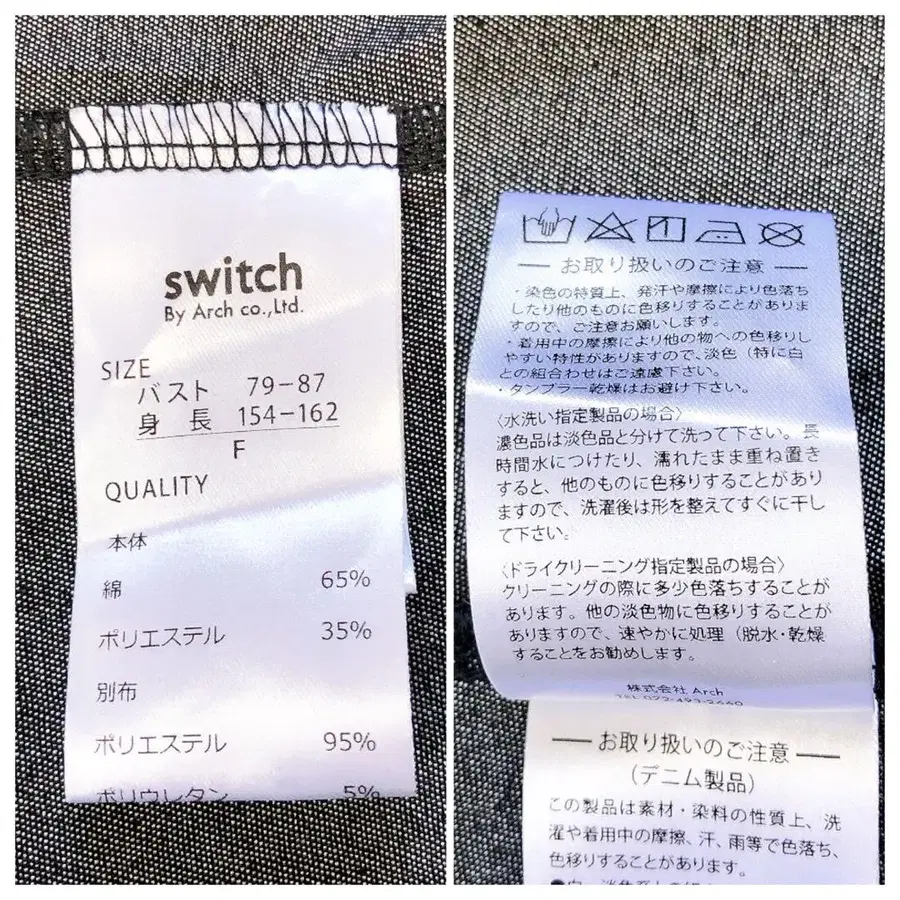 switch
By Arch co.,Ltd.
SIZE
バスト 79-87
身長 154-162
F
QUALITY
本体
綿 65%
ポリエステル 35%
別布
ポリエステル 95%
ポリウレタン 5%
お取り扱いのご注意
・染色の特質上、発汗や摩擦により色落ち
したり他のものに色移りすることがありま
すので、ご注意お願いします。
・着用中の摩擦により他の物への色移りし
やすい特性がありますので、淡色（特に白
との組合わせはご遠慮下さい。
・タンブラー乾燥はお避け下さい。
〈水洗い指定製品の場合〉
濃色品は淡色品と分けて洗って下さい。長
時間水につけたり、濡れたまま重ね置き
すると、他のものに色移りすることがあり
ますので、洗濯後は形を整えてすぐに干し
て下さい。
〈ドライクリーニング指定製品の場合〉
クリーニングの際に多少色落ちすることが
あります。他の淡色物に色移りすることが
ありますので、速やかに処理（脱水・乾燥
することをお勧めします。
株式会社 Arch
お取り扱いのご注意
（デニム製品）
この製品は素材・染料の性質上、洗
濯や着用中の摩擦、汗、雨等で色落ち、
色移りすることがあります。